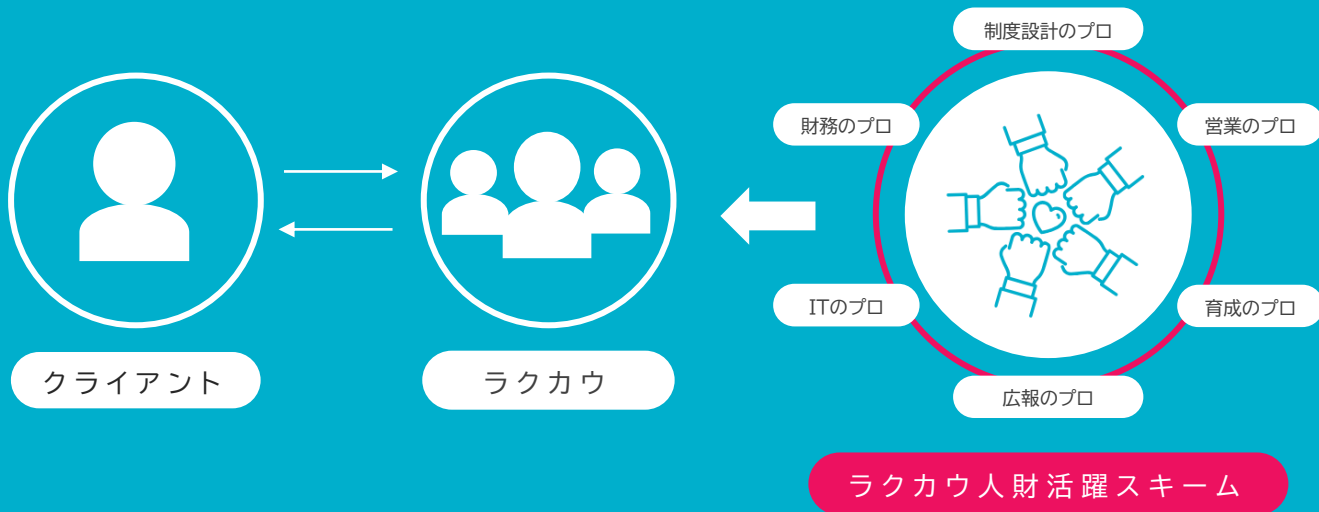 制度設計のプロ
財務のプロ
営業のプロ
ITのプロ
育成のプロ
広報のプロ
クライアント
ラクカウ
ラクカウ人財活躍スキーム